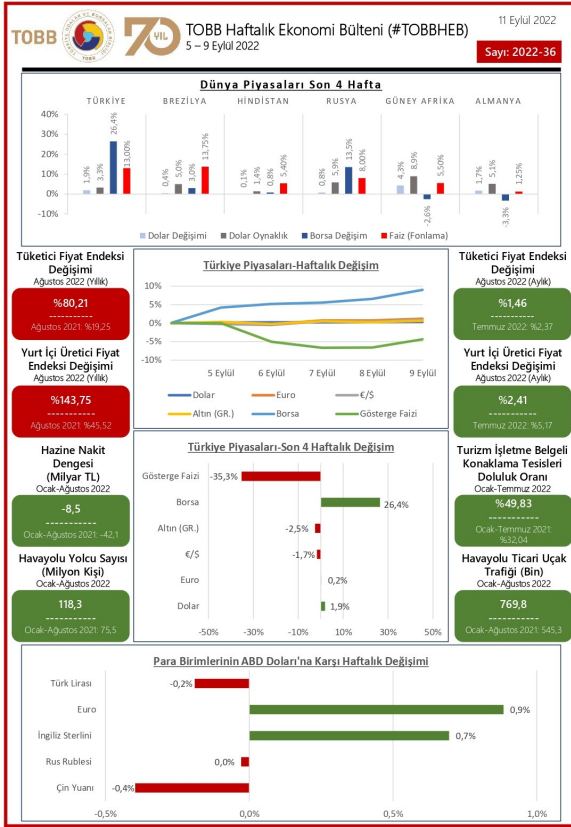 TOBB
70 YIL
TOBB Haftalık Ekonomi Bülteni (#TOBBHEB)
5 – 9 Eylül 2022
11 Eylül 2022
Sayı: 2022-36
Dünya Piyasaları Son 4 Hafta
TÜRKİYE BREZİLYA HİNDİSTAN RUSYA GÜNEY AFRİKA ALMANYA
40%
30%
20%
10%
0%
-10%
1,9% 3,3% 26,4% 13,00%
0,4% 5,0% 3,0% 13,75%
0,1% 1,4% 0,8% 5,40%
0,8% 5,9% 13,5% 8,00%
4,3% 8,9% -2,6% 5,50%
1,7% 5,1% -3,3% 1,25%
Dolar Değişimi Dolar Oynaklık Borsa Değişim Faiz (Fonlama)
Tüketici Fiyat Endeksi
Değişimi
Ağustos 2022 (Yıllık)
%80,21
-----------
Ağustos 2021: %19,25
Yurt İçi Üretici Fiyat
Endeksi Değişimi
Ağustos 2022 (Yıllık)
%143,75
-----------
Ağustos 2021: %45,52
Hazine Nakit
Dengesi
(Milyar TL)
Ocak-Ağustos 2022
-8,5
-----------
Ocak-Ağustos 2021: -42,1
Havayolu Yolcu Sayısı
(Milyon Kişi)
Ocak-Ağustos 2022
118,3
-----------
Ocak-Ağustos 2021: 75,5
Türkiye Piyasaları-Haftalık Değişim
10%
5%
0%
-5%
-10%
5 Eylül 6 Eylül 7 Eylül 8 Eylül 9 Eylül
Dolar Euro €/$
Altın (GR.) Borsa Gösterge Faizi
Türkiye Piyasaları-Son 4 Haftalık Değişim
Gösterge Faizi -35,3%
Borsa 26,4%
Altın (GR.) -2,5%
€/$ -1,7%
Euro 0,2%
Dolar 1,9%
-50% -30% -10% 10% 30% 50%
Tüketici Fiyat Endeksi
Değişimi
Ağustos 2022 (Aylık)
%1,46
-----------
Temmuz 2022: %2,37
Yurt İçi Üretici Fiyat
Endeksi Değişimi
Ağustos 2022 (Aylık)
%2,41
-----------
Temmuz 2022: %5,17
Turizm İşletme Belgeli
Konaklama Tesisleri
Doluluk Oranı
Ocak-Temmuz 2022
%49,83
-----------
Ocak-Temmuz 2021:
%32,04
Havayolu Ticari Uçak
Trafiği (Bin)
Ocak-Ağustos 2022
769,8
-----------
Ocak-Ağustos 2021: 545,3
Para Birimlerinin ABD Doları'na Karşı Haftalık Değişimi
Türk Lirası -0,2%
Euro 0,9%
İngiliz Sterlini 0,7%
Rus Rublesi 0,0%
Çin Yuanı -0,4%
-0,5% 0,0% 0,5% 1,0%